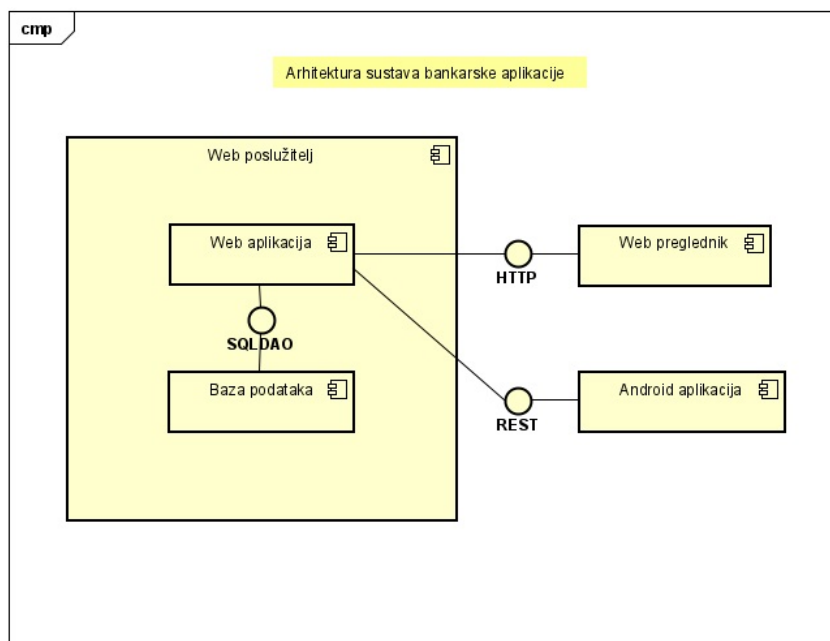 cmp
Arhitektura sustava bankarske aplikacije
Web poslužitelj
Web aplikacija
Web preglednik
HTTP
SQLDAO
Baza podataka
Android aplikacija
REST